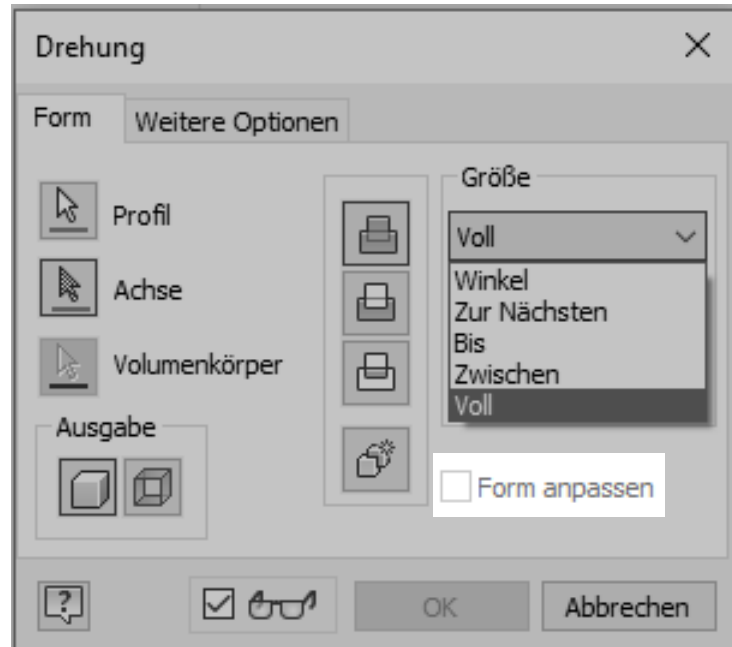 Drehung
Form
Weitere Optionen
Profil
Achse
Volumenkörper
Ausgabe
Größe
Voll
Winkel
Zur Nächsten
Bis
Zwischen
Voll
Form anpassen
?
OK
Abbrechen